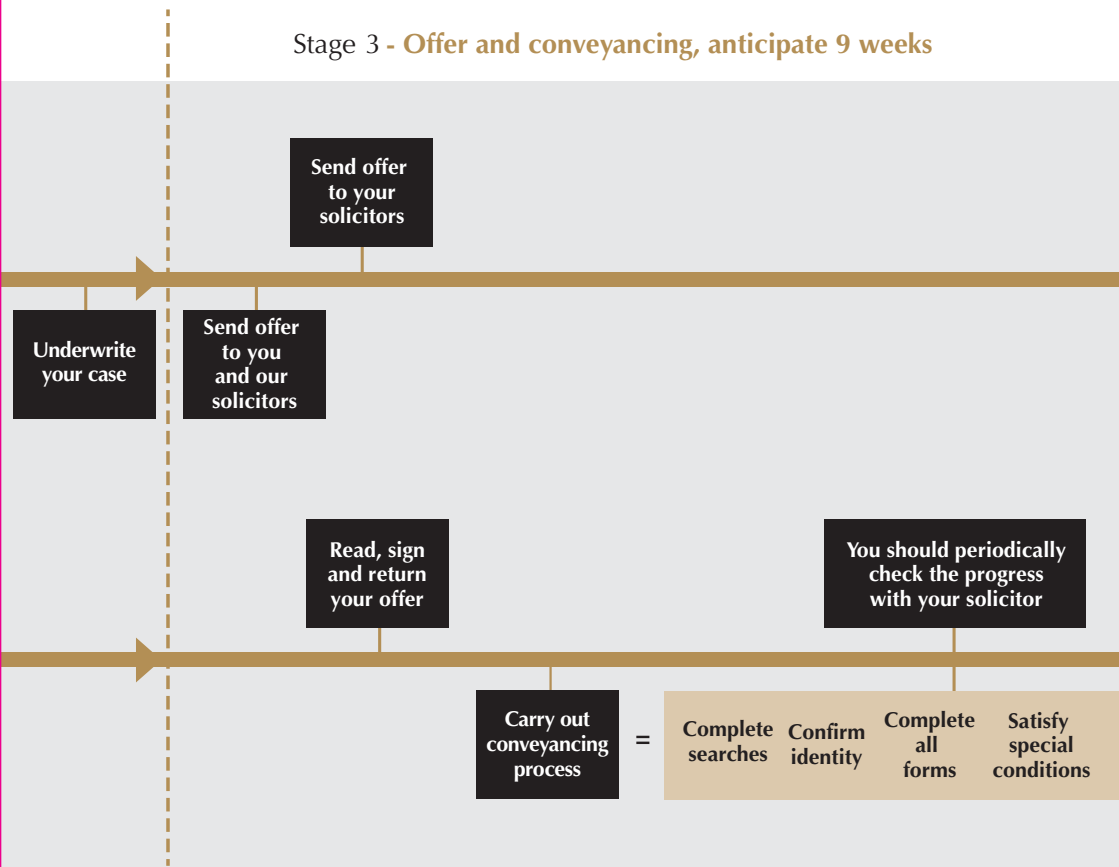 Stage 3 - Offer and conveyancing, anticipate 9 weeks
Send offer
to your
solicitors
Underwrite
your case
Send offer
to you
and our
solicitors
Read, sign
and return
your offer
You should periodically
check the progress
with your solicitor
Carry out
conveyancing
process
=
Complete
searches
Confirm
identity
Complete
all
forms
Satisfy
special
conditions